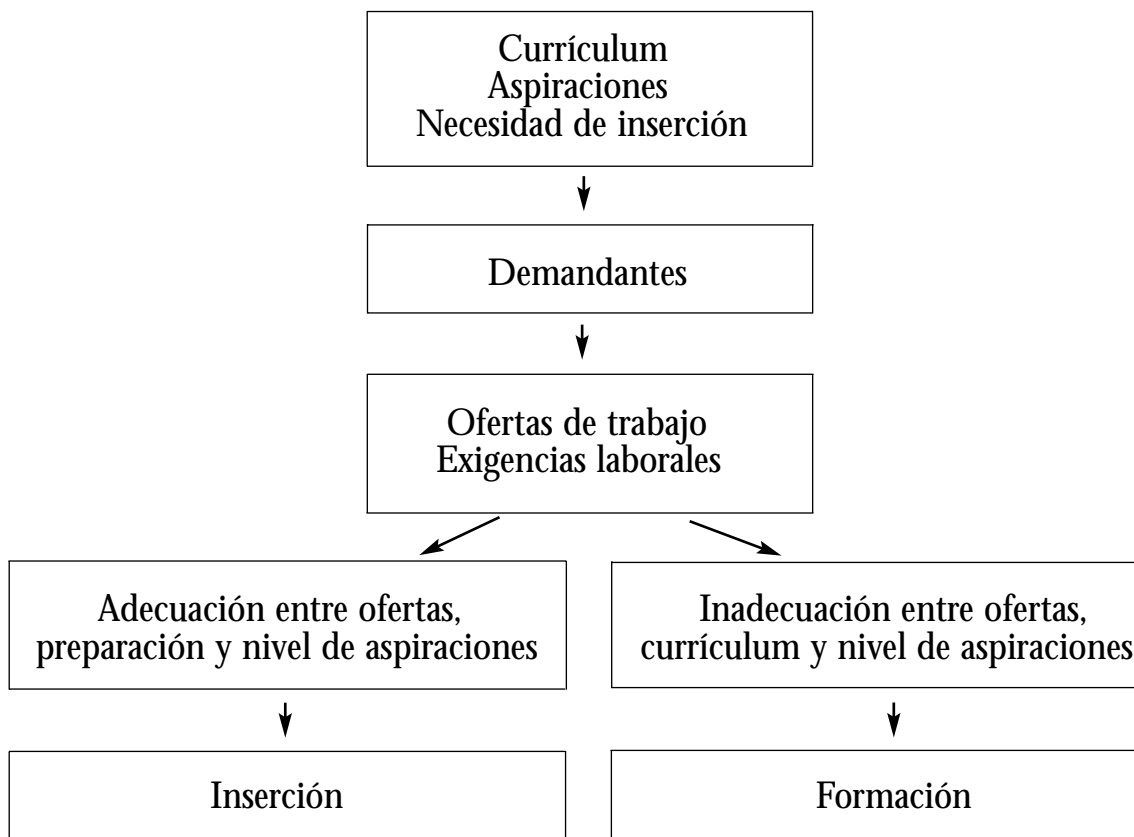 Currículum
Aspiraciones
Necesidad de inserción
Demandantes
Ofertas de trabajo
Exigencias laborales
Adecuación entre ofertas,
preparación y nivel de aspiraciones
Inadecuación entre ofertas,
currículum y nivel de aspiraciones
Inserción
Formación